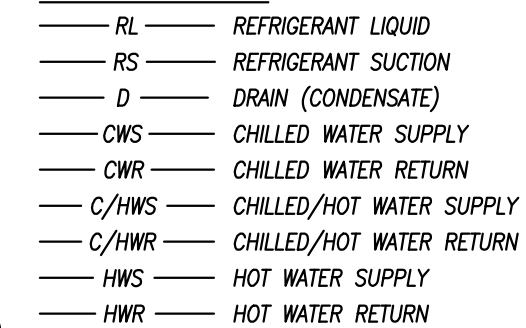 RL REFRIGERANT LIQUID
RS REFRIGERANT SUCTION
D DRAIN (CONDENSATE)
CWS CHILLED WATER SUPPLY
CWR CHILLED WATER RETURN
C/HWS CHILLED/HOT WATER SUPPLY
C/HWR CHILLED/HOT WATER RETURN
HWS HOT WATER SUPPLY
HWR HOT WATER RETURN